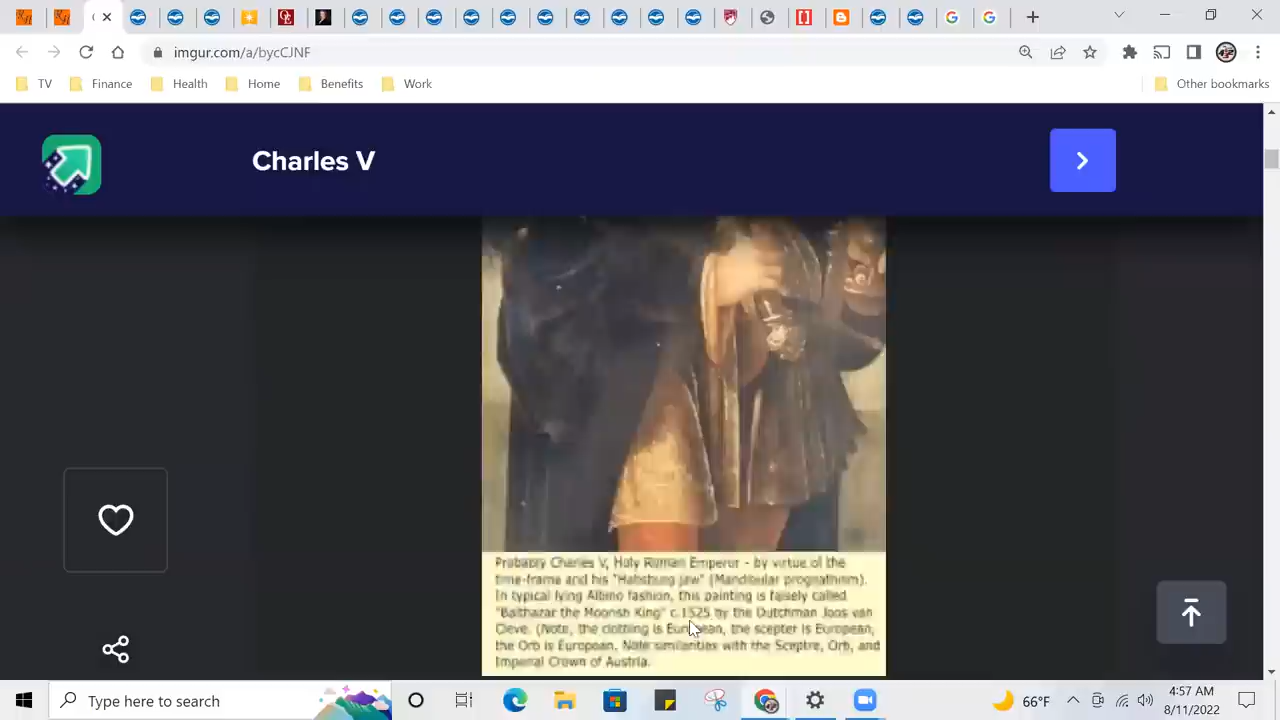 imgur.com/a/bycCJNF
TV
Finance
Health
Home
Benefits
Work
Other bookmarks
Charles V
Probably Charles V, Holy Roman Emperor - by virtue of the
time-frame and his "Habsburg jaw" (Mandibular prognathism).
In typical lying Albino fashion, this painting is falsely called
"Balthazar the Moorish King" c.1525 by the Dutchman Joos van
Cleve. (Note, the clothing is European, the scepter is European,
the Orb is European. Note similarities with the Sceptre, Orb, and
Imperial Crown of Austria.
Type here to search
66°F
4:57 AM
8/11/2022